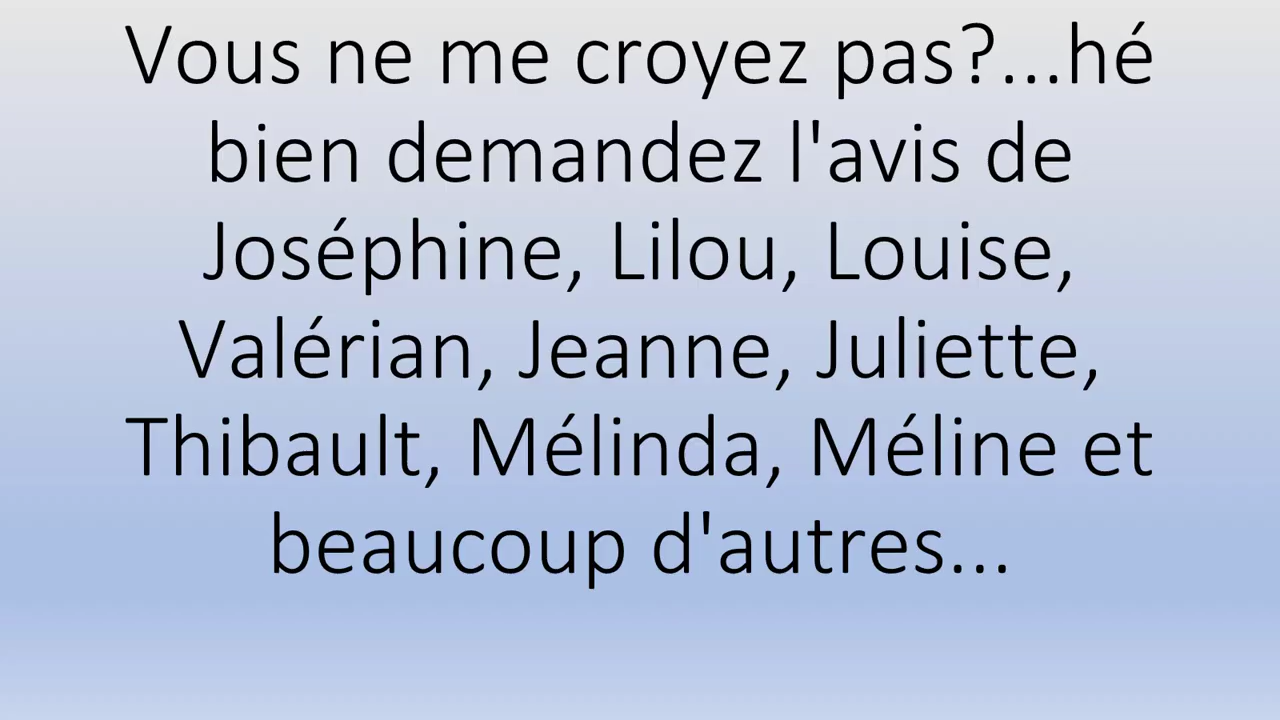 Vous ne me croyez pas?...hé
bien demandez l'avis de
Joséphine, Lilou, Louise,
Valérian, Jeanne, Juliette,
Thibault, Mélinda, Méline et
beaucoup d'autres...